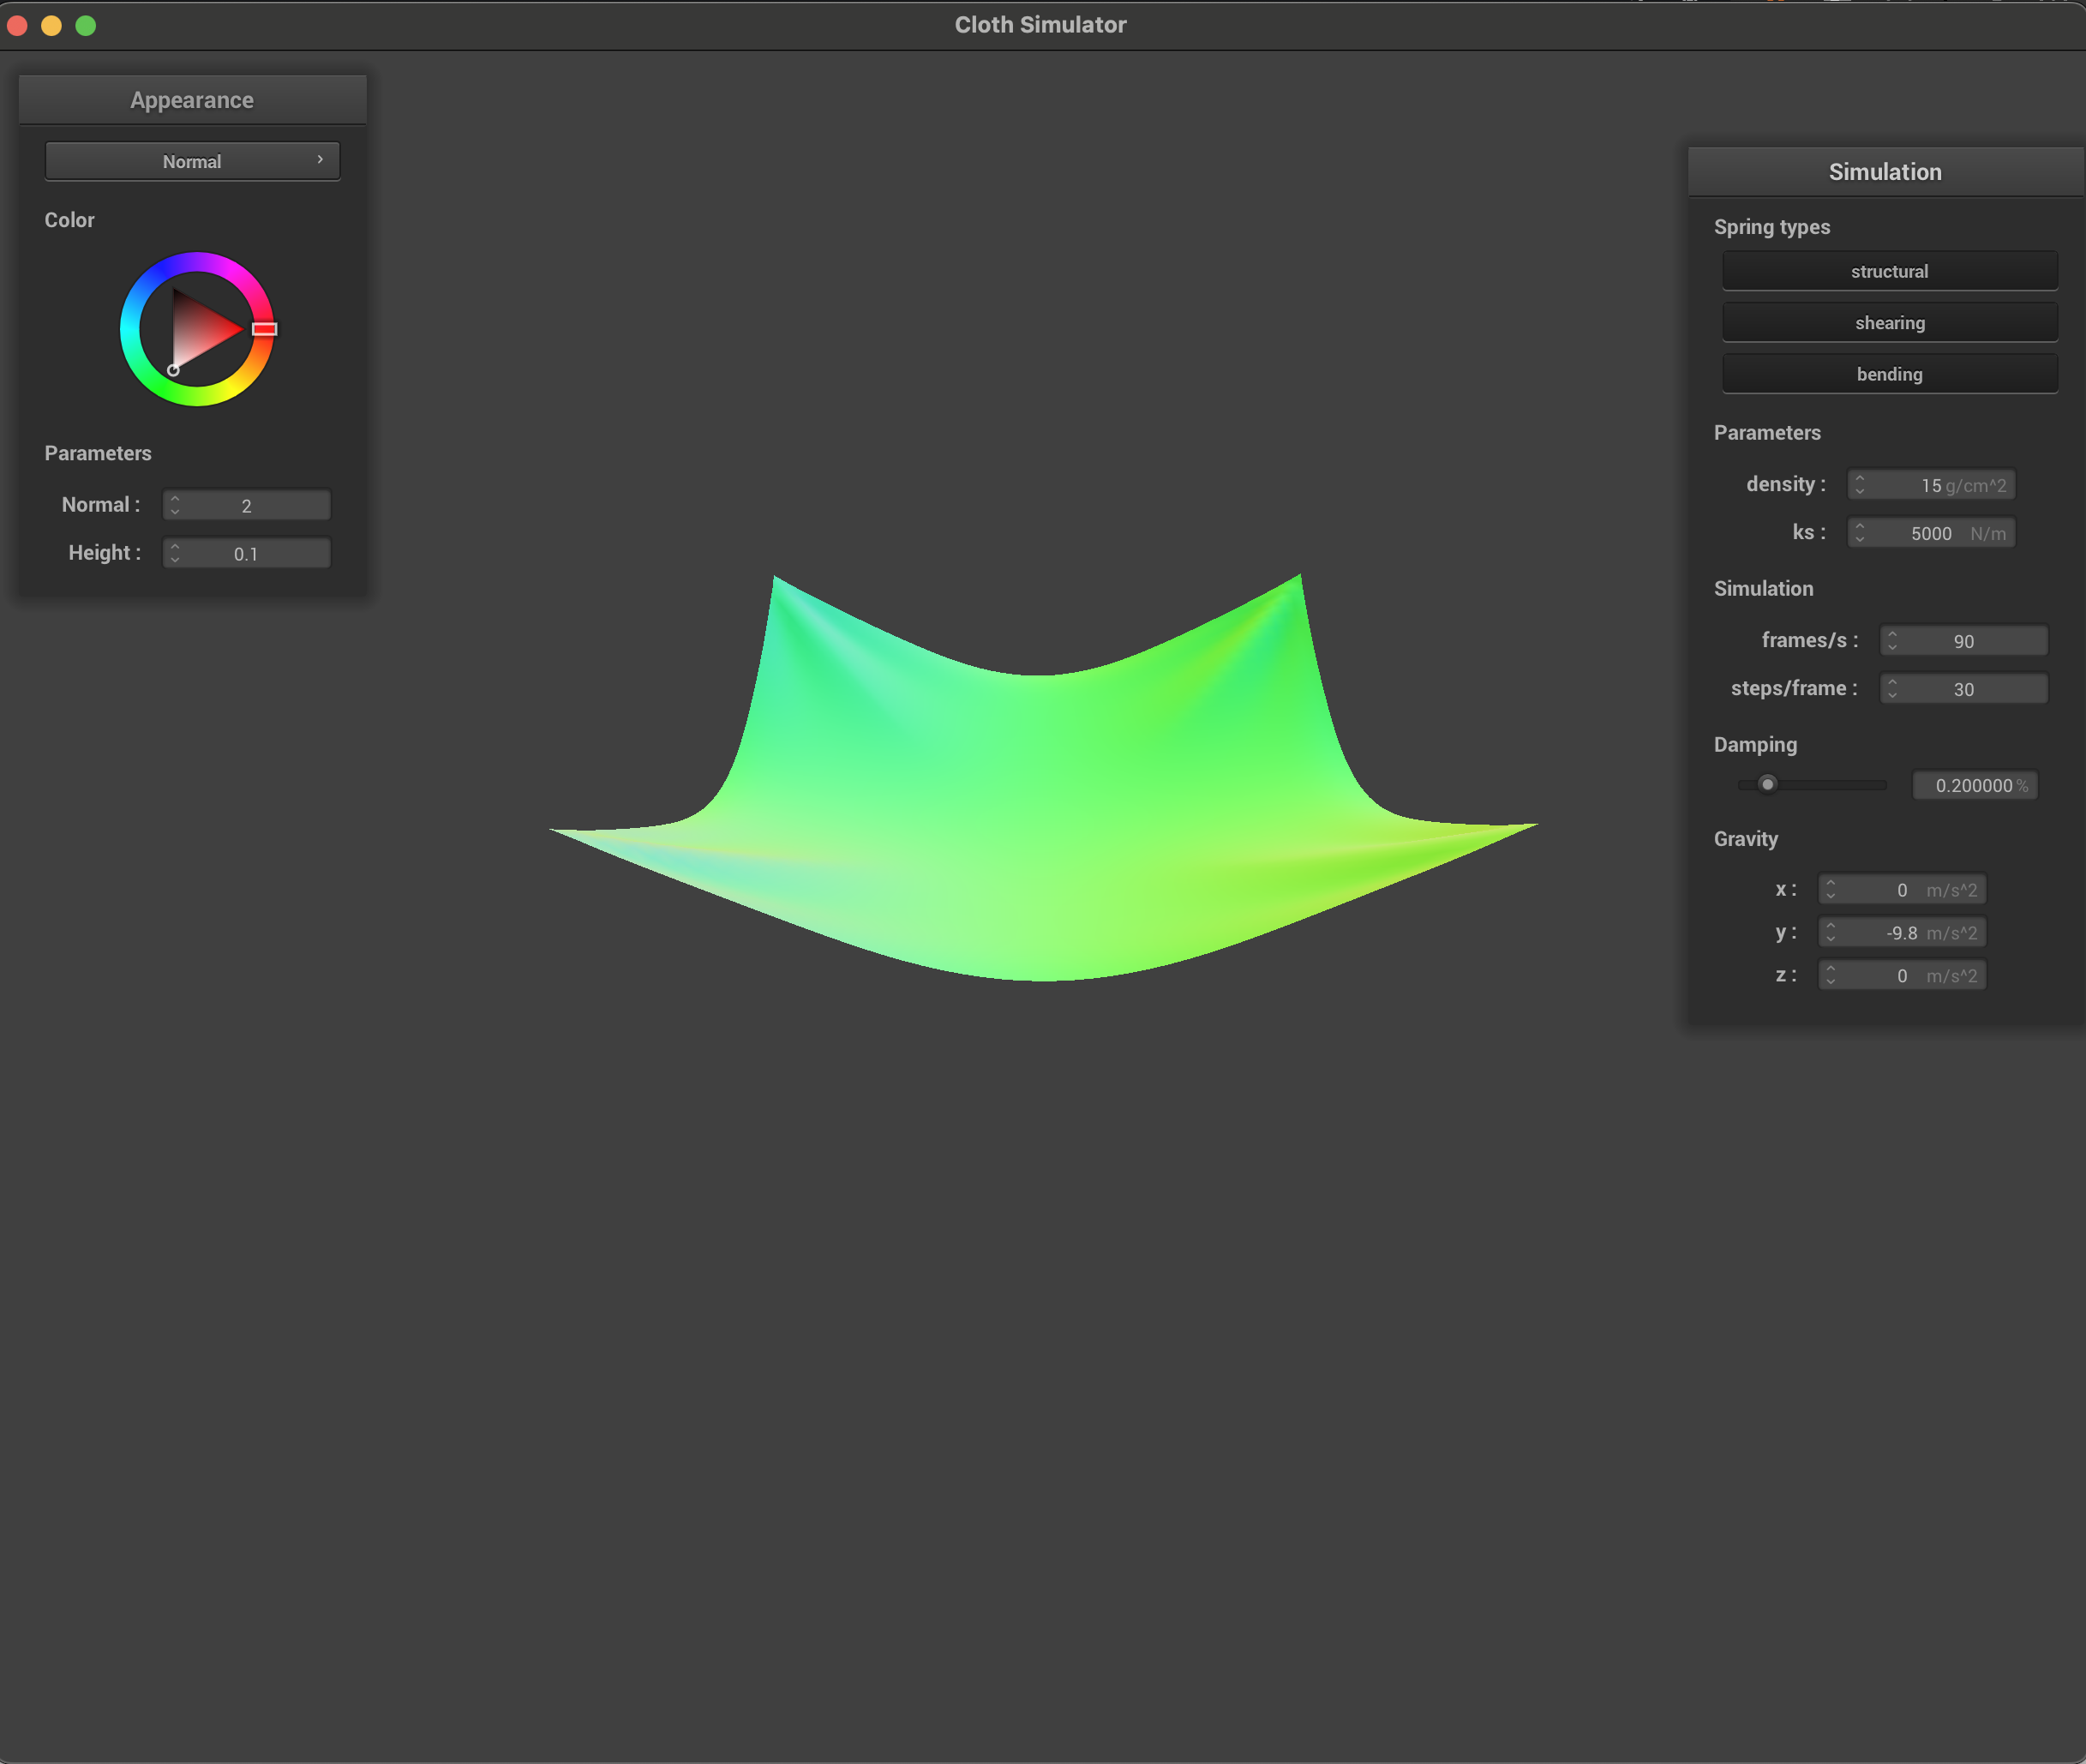 Cloth Simulator
Appearance
Normal
Color
Parameters
Normal : 2
Height : 0.1
Simulation
Spring types
structural
shearing
bending
Parameters
density : 15 g/cm^2
ks : 5000 N/m
Simulation
frames/s : 90
steps/frame : 30
Damping
0.200000 %
Gravity
x : 0 m/s^2
y : -9.8 m/s^2
z : 0 m/s^2